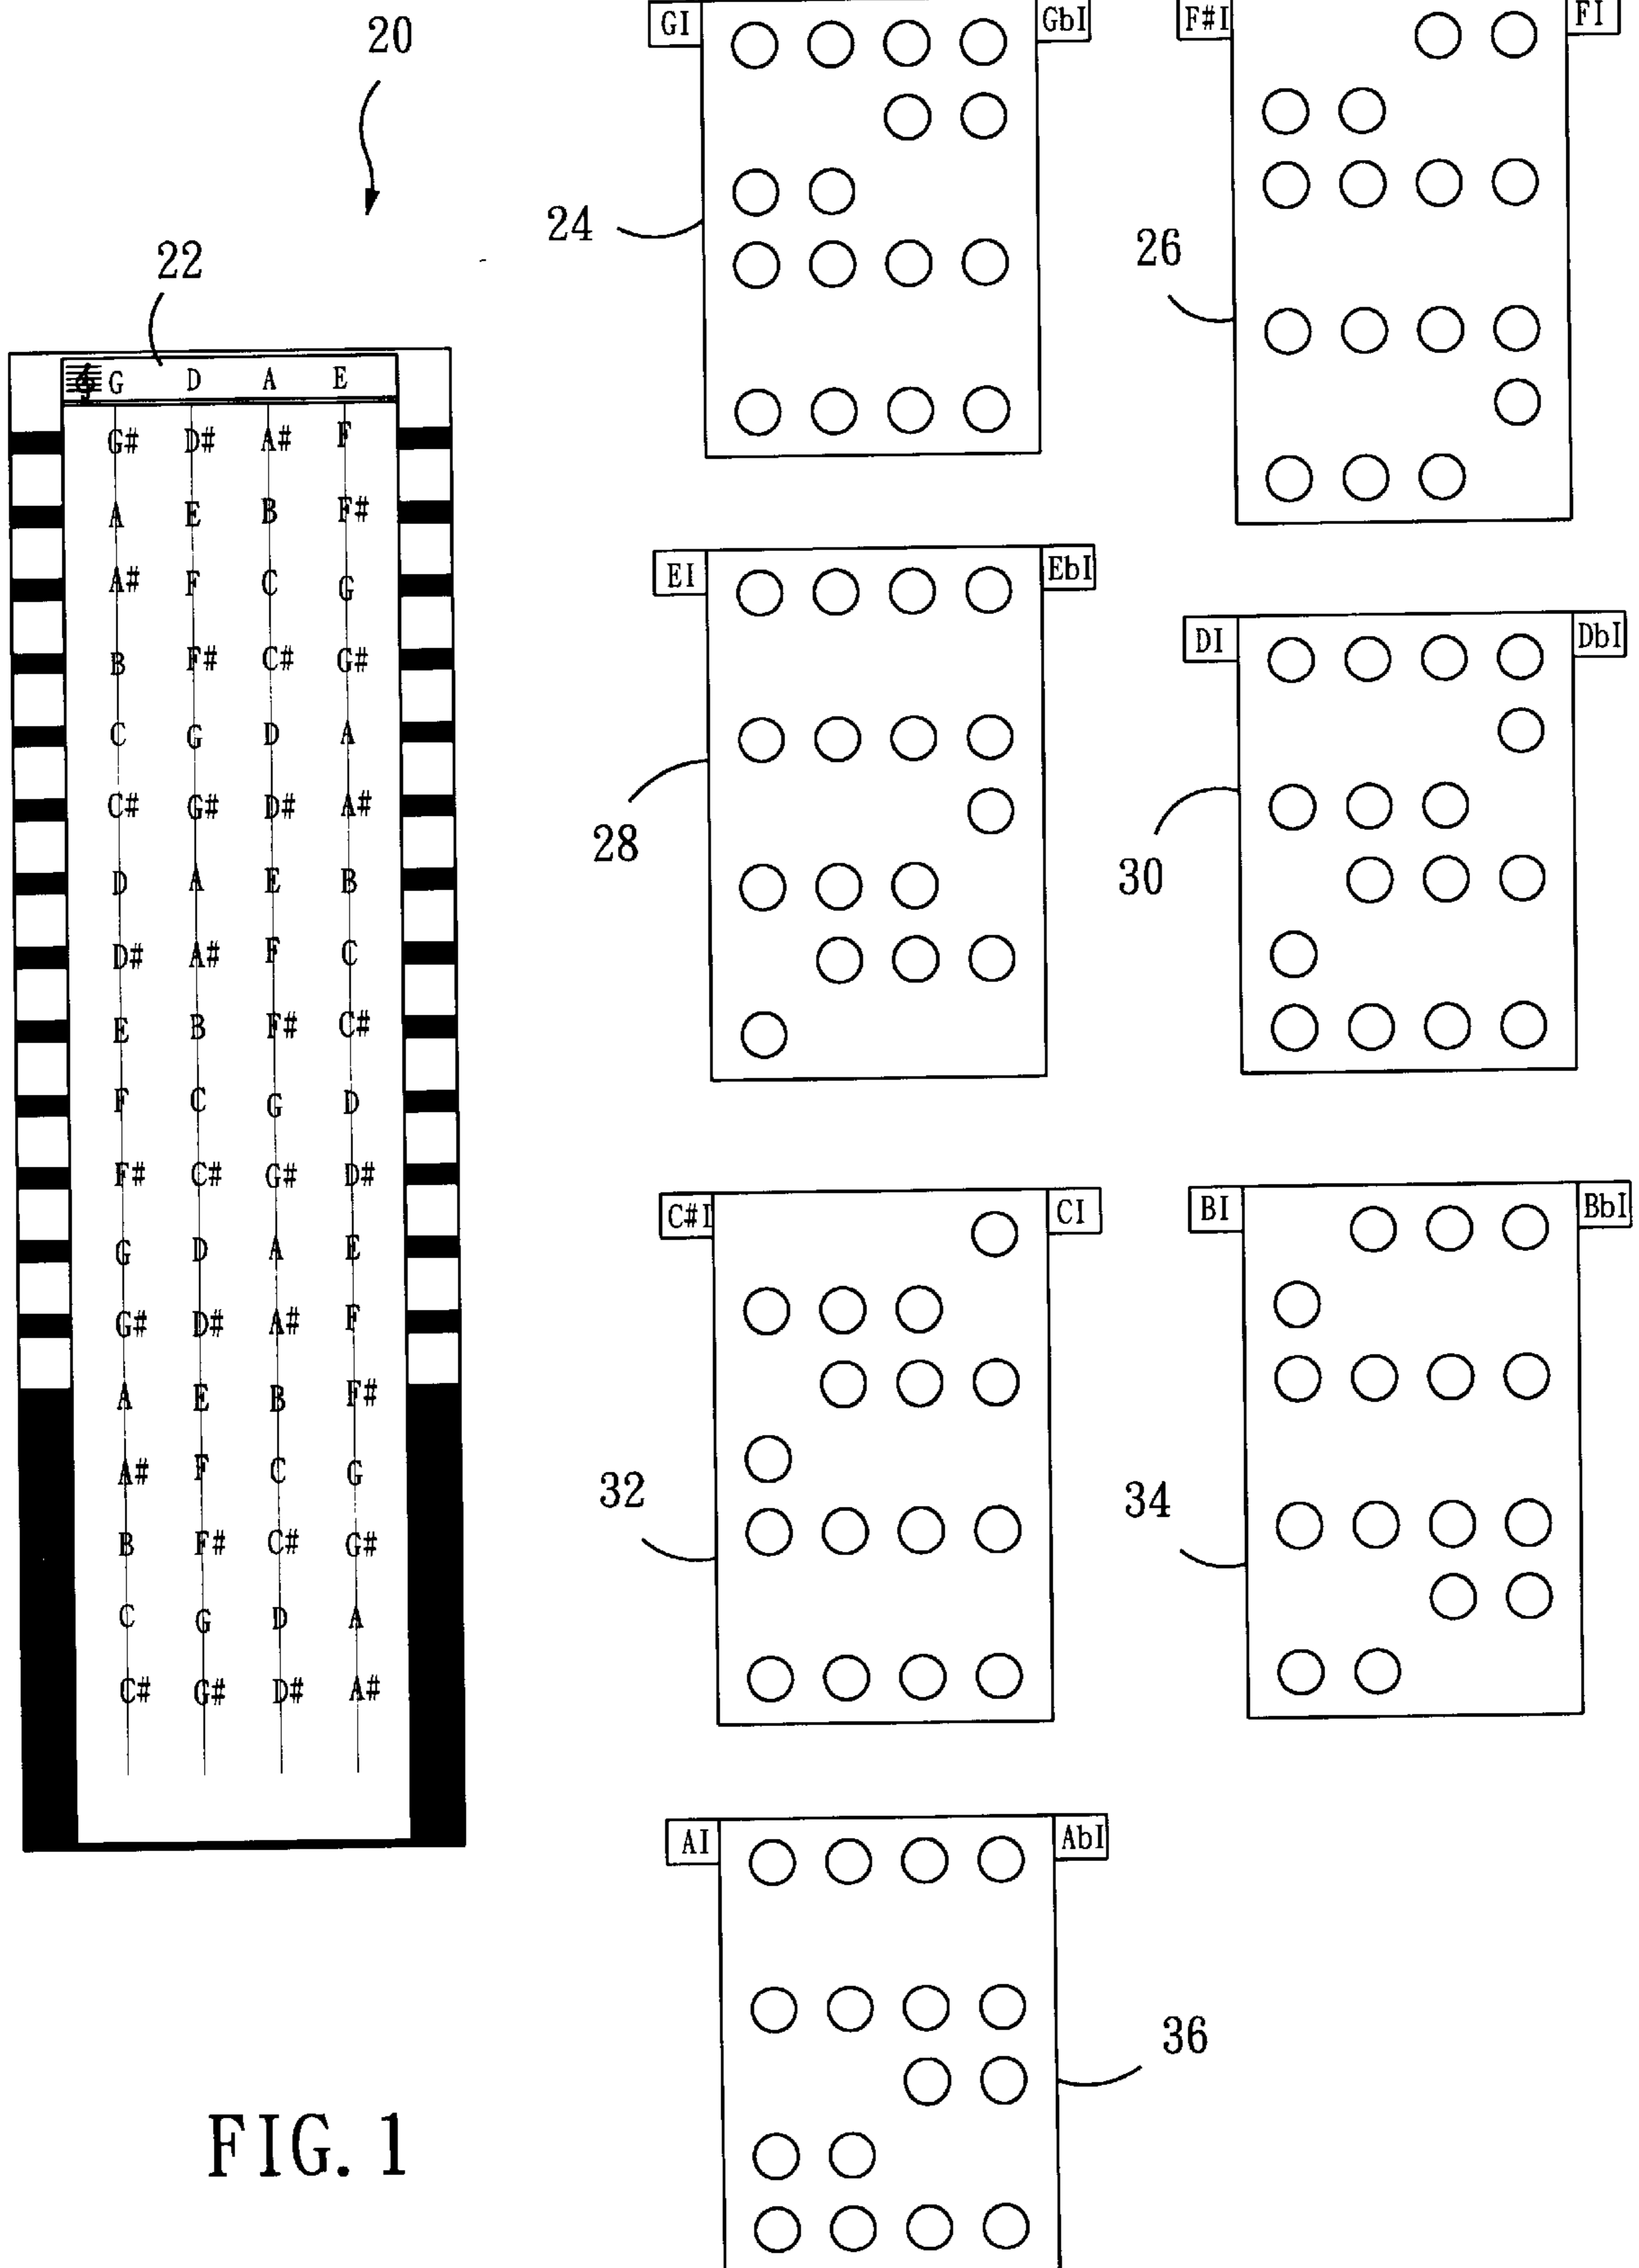 20
22
G D A E
G# D# A# F
A E B F#
A# F C G
B F# C# G#
C G D A
C# G# D# A#
D A E B
D# A# F C
E B F# C#
F C G D
F# C# G# D#
G D A E
G# D# A# F
A E B F#
A# F C G
B F# C# G#
C G D A
C# G# D# A#
GI GbI
24
F#I FI
26
EI EbI
28
DI DbI
30
C#I CI
32
BI BbI
34
AI AbI
36
FIG. 1